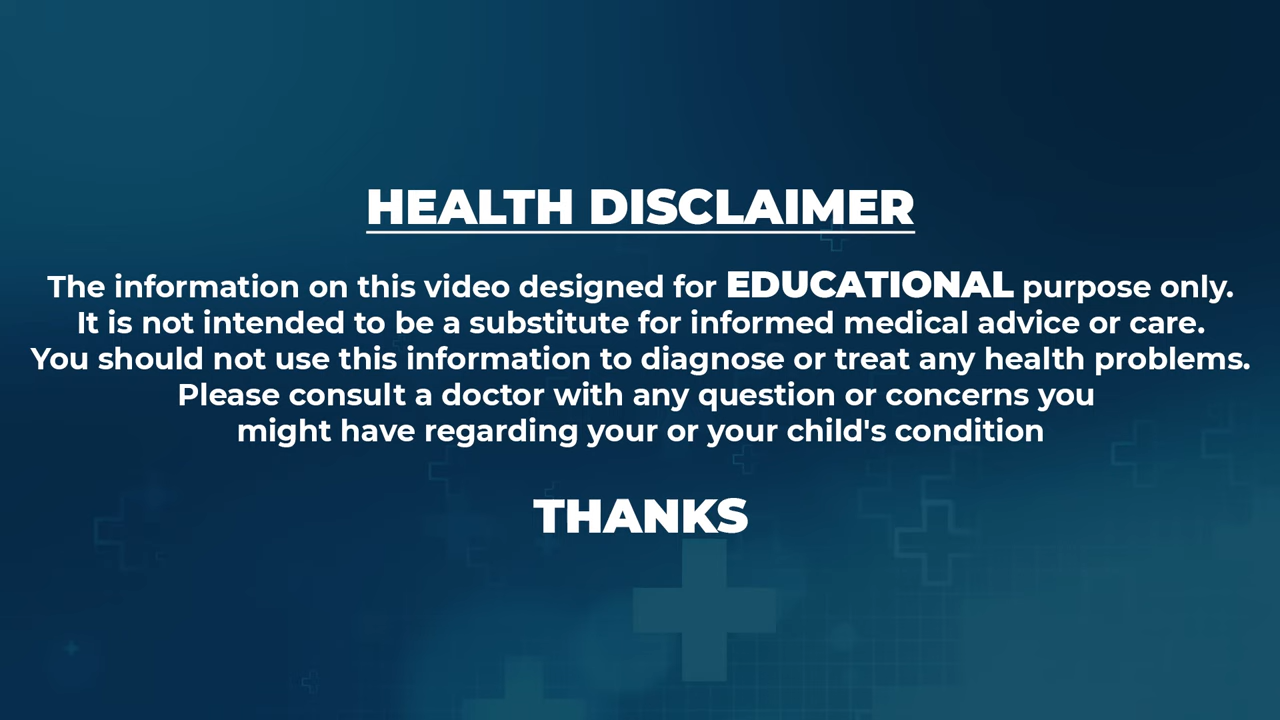 HEALTH DISCLAIMER
The information on this video designed for EDUCATIONAL purpose only.
It is not intended to be a substitute for informed medical advice or care.
You should not use this information to diagnose or treat any health problems.
Please consult a doctor with any question or concerns you
might have regarding your or your child's condition
THANKS